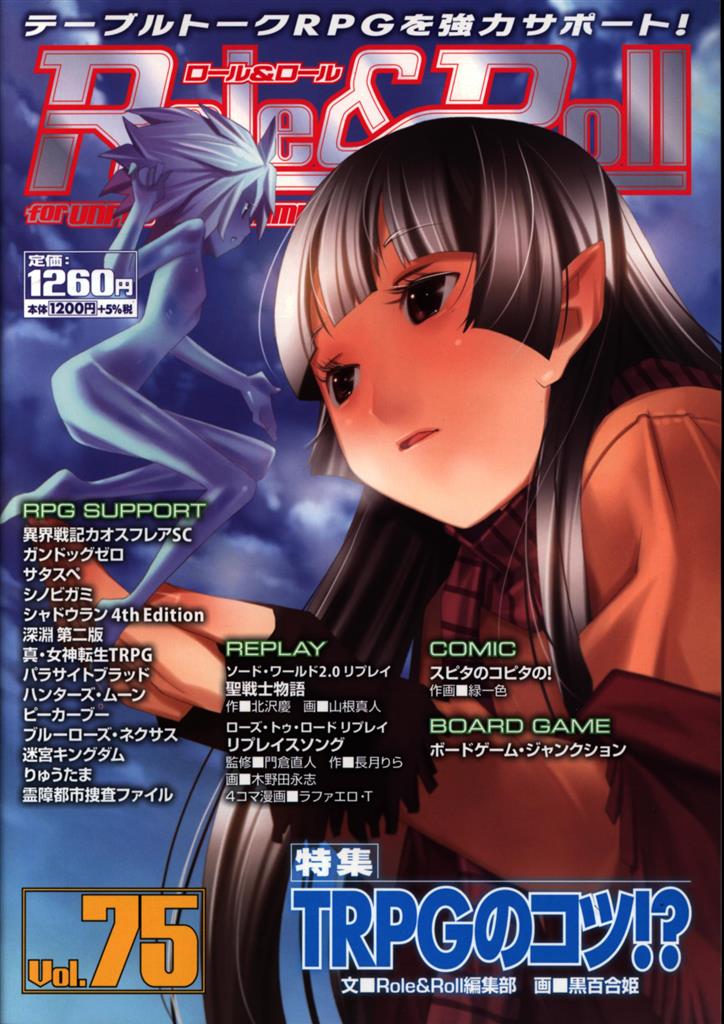 テーブルトークRPGを強力サポート!
ロール&ロール
Role&Roll
for UN
定価:
1260円
本体1200円+5%税
RPG SUPPORT
異界戦記カオスフレアSC
ガンドッグゼロ
サタスペ
シノビガミ
シャドウラン 4th Edition
深淵 第二版
真・女神転生TRPG
パラサイトブラッド
ハンターズ・ムーン
ピーカーブー
ブルーローズ・ネクサス
迷宮キングダム
りゅうたま
霊障都市捜査ファイル
REPLAY
ソード・ワールド2.0 リプレイ
聖戦士物語
作■北沢慶 画■山根真人
ローズ・トゥ・ロード リプレイ
リプレイスソング
監修■門倉直人 作■長月りら
画■木野田永志
4コマ漫画■ラファエロ・T
COMIC
スピタのコピタの!
作画■緑一色
BOARD GAME
ボードゲーム・ジャンクション
特集
TRPGのコツ!?
文■Role&Roll編集部 画■黒百合姫
Vol.75